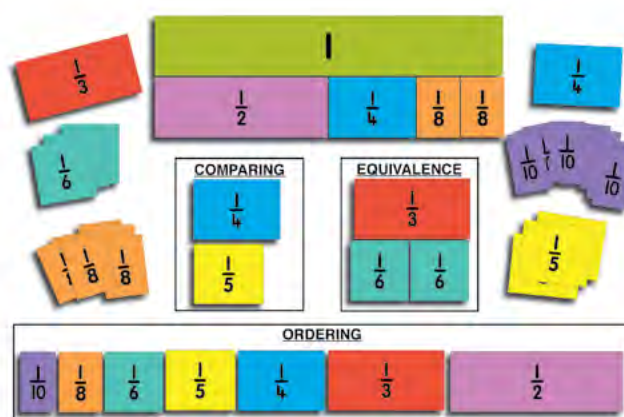 1
1/2 1/4 1/8 1/8
1/3
1/4
1/6
1/10 1/10 1/10
1/8 1/8
1/5
COMPARING
1/4
1/5
EQUIVALENCE
1/3
1/6 1/6
ORDERING
1/10 1/8 1/6 1/5 1/4 1/3 1/2